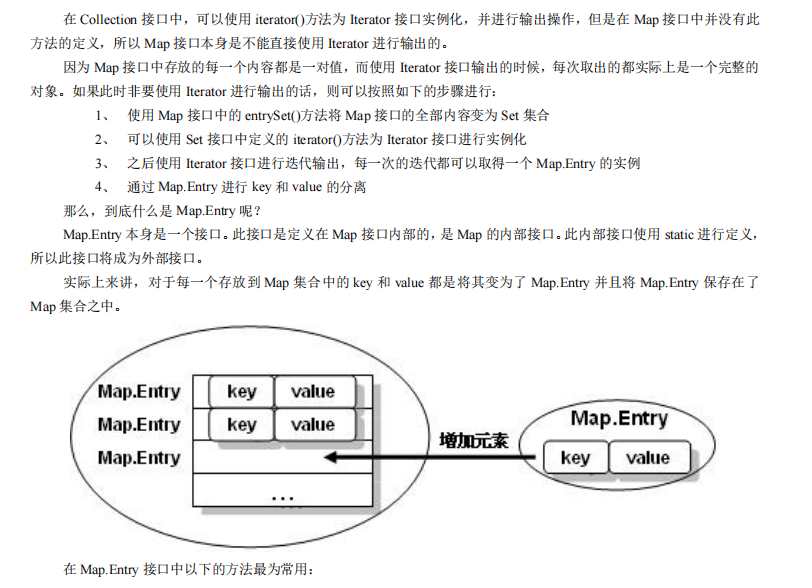 在 Collection 接口中，可以使用 iterator()方法为 Iterator 接口实例化，并进行输出操作，但是在 Map 接口中并没有此
方法的定义，所以 Map 接口本身是不能直接使用 Iterator 进行输出的。
因为 Map 接口中存放的每一个内容都是一对值，而使用 Iterator 接口输出的时候，每次取出的都实际上是一个完整的
对象。如果此时非要使用 Iterator 进行输出的话，则可以按照如下的步骤进行：
1、 使用 Map 接口中的 entrySet()方法将 Map 接口的全部内容变为 Set 集合
2、 可以使用 Set 接口中定义的 iterator()方法为 Iterator 接口进行实例化
3、 之后使用 Iterator 接口进行迭代输出，每一次的迭代都可以取得一个 Map.Entry 的实例
4、 通过 Map.Entry 进行 key 和 value 的分离
那么，到底什么是 Map.Entry 呢？
Map.Entry 本身是一个接口。此接口是定义在 Map 接口内部的，是 Map 的内部接口。此内部接口使用 static 进行定义，
所以此接口将成为外部接口。
实际上来讲，对于每一个存放到 Map 集合中的 key 和 value 都是将其变为了 Map.Entry 并且将 Map.Entry 保存在了
Map 集合之中。
Map.Entry key value
Map.Entry key value
Map.Entry
...
增加元素
Map.Entry
key value
在 Map.Entry 接口中以下的方法最为常用：